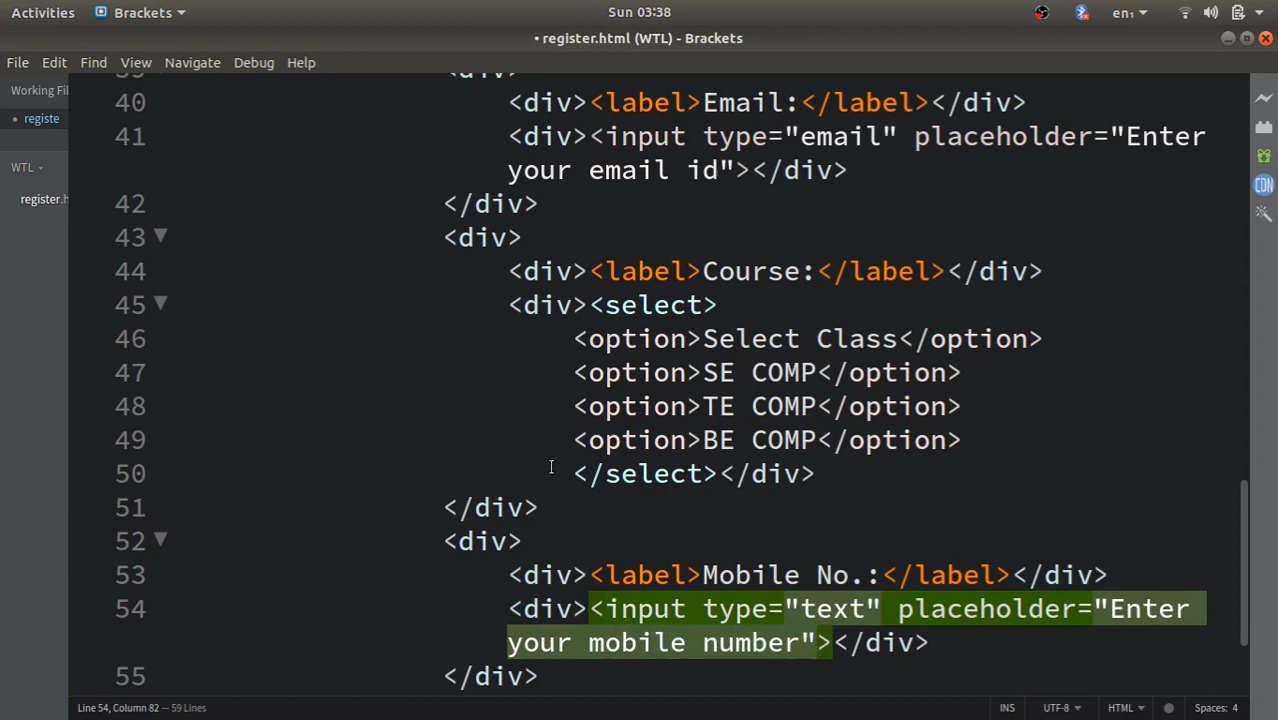 Activities Brackets Sun 03:38 en₁
• register.html (WTL) - Brackets
File Edit Find View Navigate Debug Help
Working Fil
• registe
WTL
register.h
39 <div>
40 <div><label>Email:</label></div>
41 <div><input type="email" placeholder="Enter
your email id"></div>
42 </div>
43 <div>
44 <div><label>Course:</label></div>
45 <div><select>
46 <option>Select Class</option>
47 <option>SE COMP</option>
48 <option>TE COMP</option>
49 <option>BE COMP</option>
50 </select></div>
51 </div>
52 <div>
53 <div><label>Mobile No.:</label></div>
54 <div><input type="text" placeholder="Enter
your mobile number"></div>
55 </div>
CDN
Line 54, Column 82 — 59 Lines INS UTF-8 HTML Spaces: 4